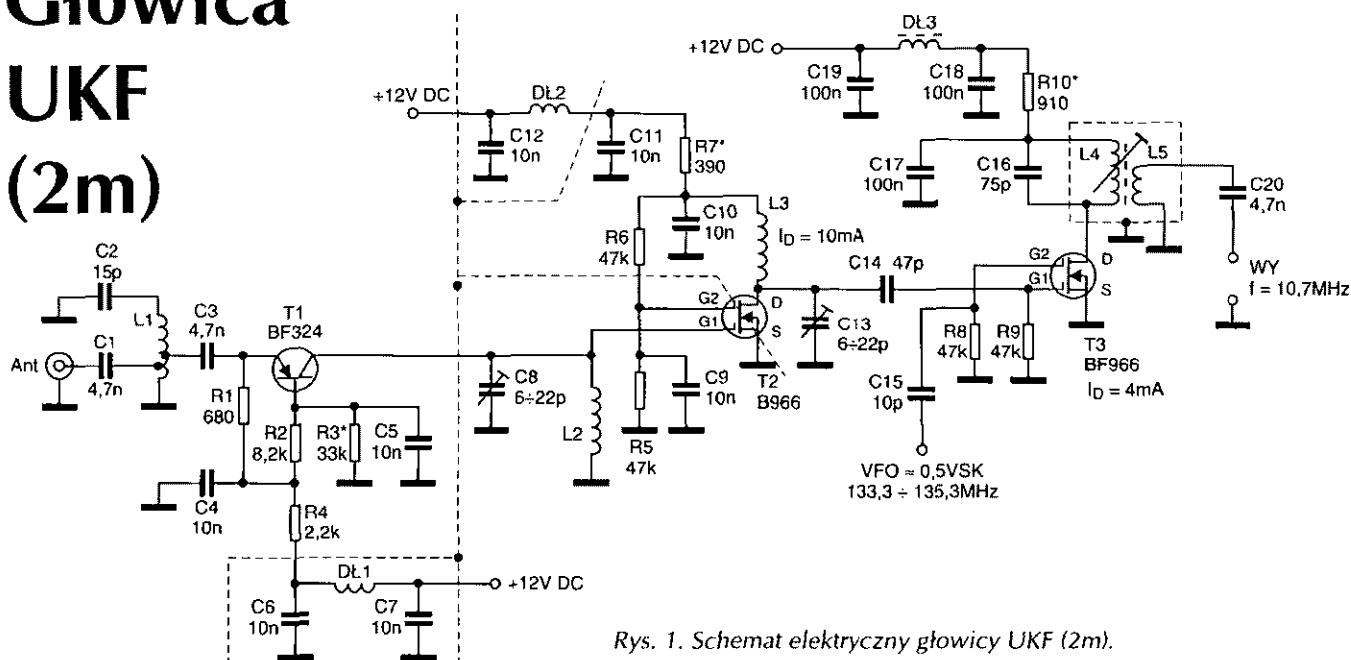 Głowica
UKF
(2m)
+12V DC
DŁ3
C19
100n
C18
100n
R10*
910
+12V DC
DŁ2
C12
10n
C11
10n
R7*
390
C17
100n
C16
75p
L4
L5
C20
4,7n
C2
15p
L1
C3
4,7n
T1
BF324
Ant
C1
4,7n
R1
680
R2
8,2k
R3*
33k
C5
10n
C4
10n
R4
2,2k
C6
10n
DŁ1
C7
10n
+12V DC
R6
47k
C10
10n
L3
I_D = 10mA
C14 47p
G2
G1
D
S
C8
6÷22p
L2
R5
47k
C9
10n
T2
B966
C13
6÷22p
C15
10p
R8
47k
R9
47k
G2
G1
D
S
T3
BF966
I_D = 4mA
WY
f = 10,7MHz
VFO ≈ 0,5VSK
133,3 ÷ 135,3MHz
Rys. 1. Schemat elektryczny głowicy UKF (2m).